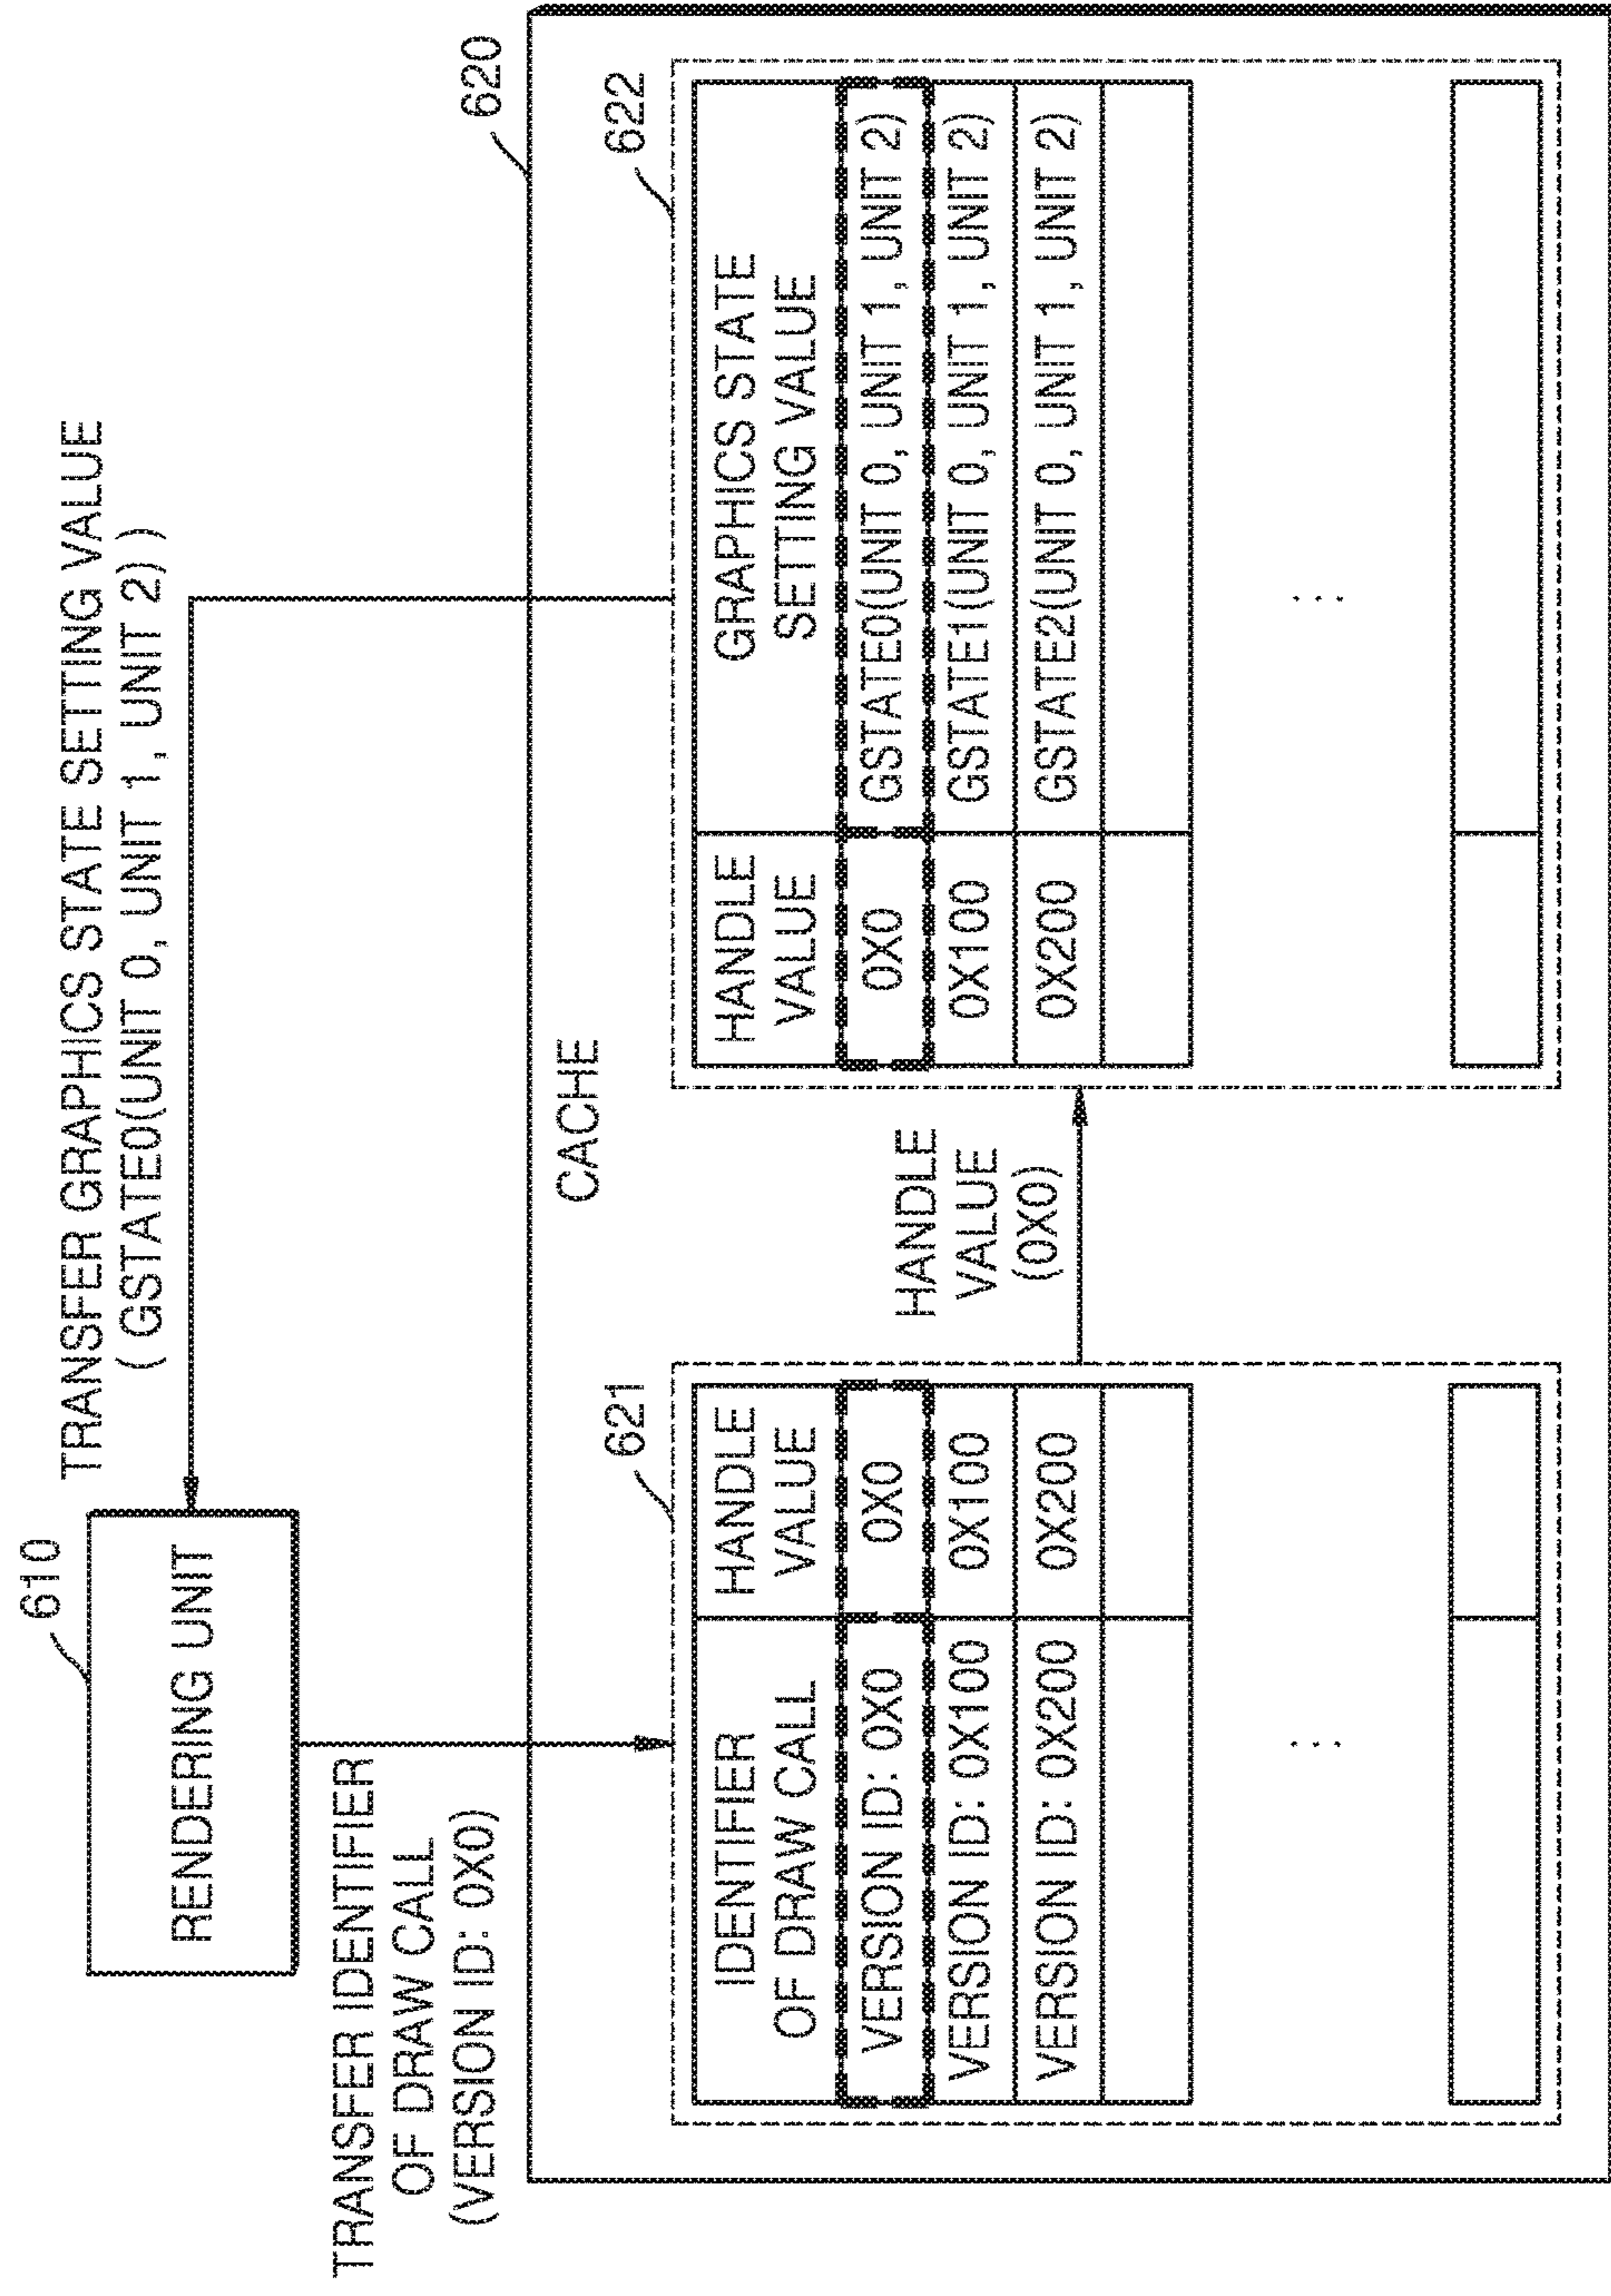 610
RENDERING UNIT
TRANSFER GRAPHICS STATE SETTING VALUE
( GSTATE0(UNIT 0, UNIT 1, UNIT 2) )
TRANSFER IDENTIFIER
OF DRAW CALL
(VERSION ID: 0X0)
620
CACHE
621
IDENTIFIER
OF DRAW CALL
HANDLE
VALUE
VERSION ID: 0X0
0X0
VERSION ID: 0X100
0X100
VERSION ID: 0X200
0X200
. . .
HANDLE
VALUE
(0X0)
622
HANDLE
VALUE
GRAPHICS STATE
SETTING VALUE
0X0
GSTATE0(UNIT 0, UNIT 1, UNIT 2)
0X100
GSTATE1(UNIT 0, UNIT 1, UNIT 2)
0X200
GSTATE2(UNIT 0, UNIT 1, UNIT 2)
. . .